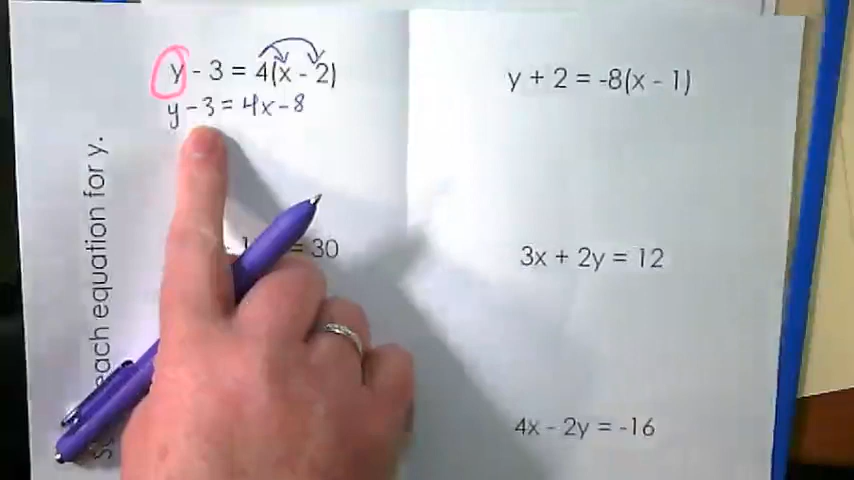 y - 3 = 4(x - 2)
y - 3 = 4x - 8
= 30
each equation for y.
y + 2 = -8(x - 1)
3x + 2y = 12
4x - 2y = -16